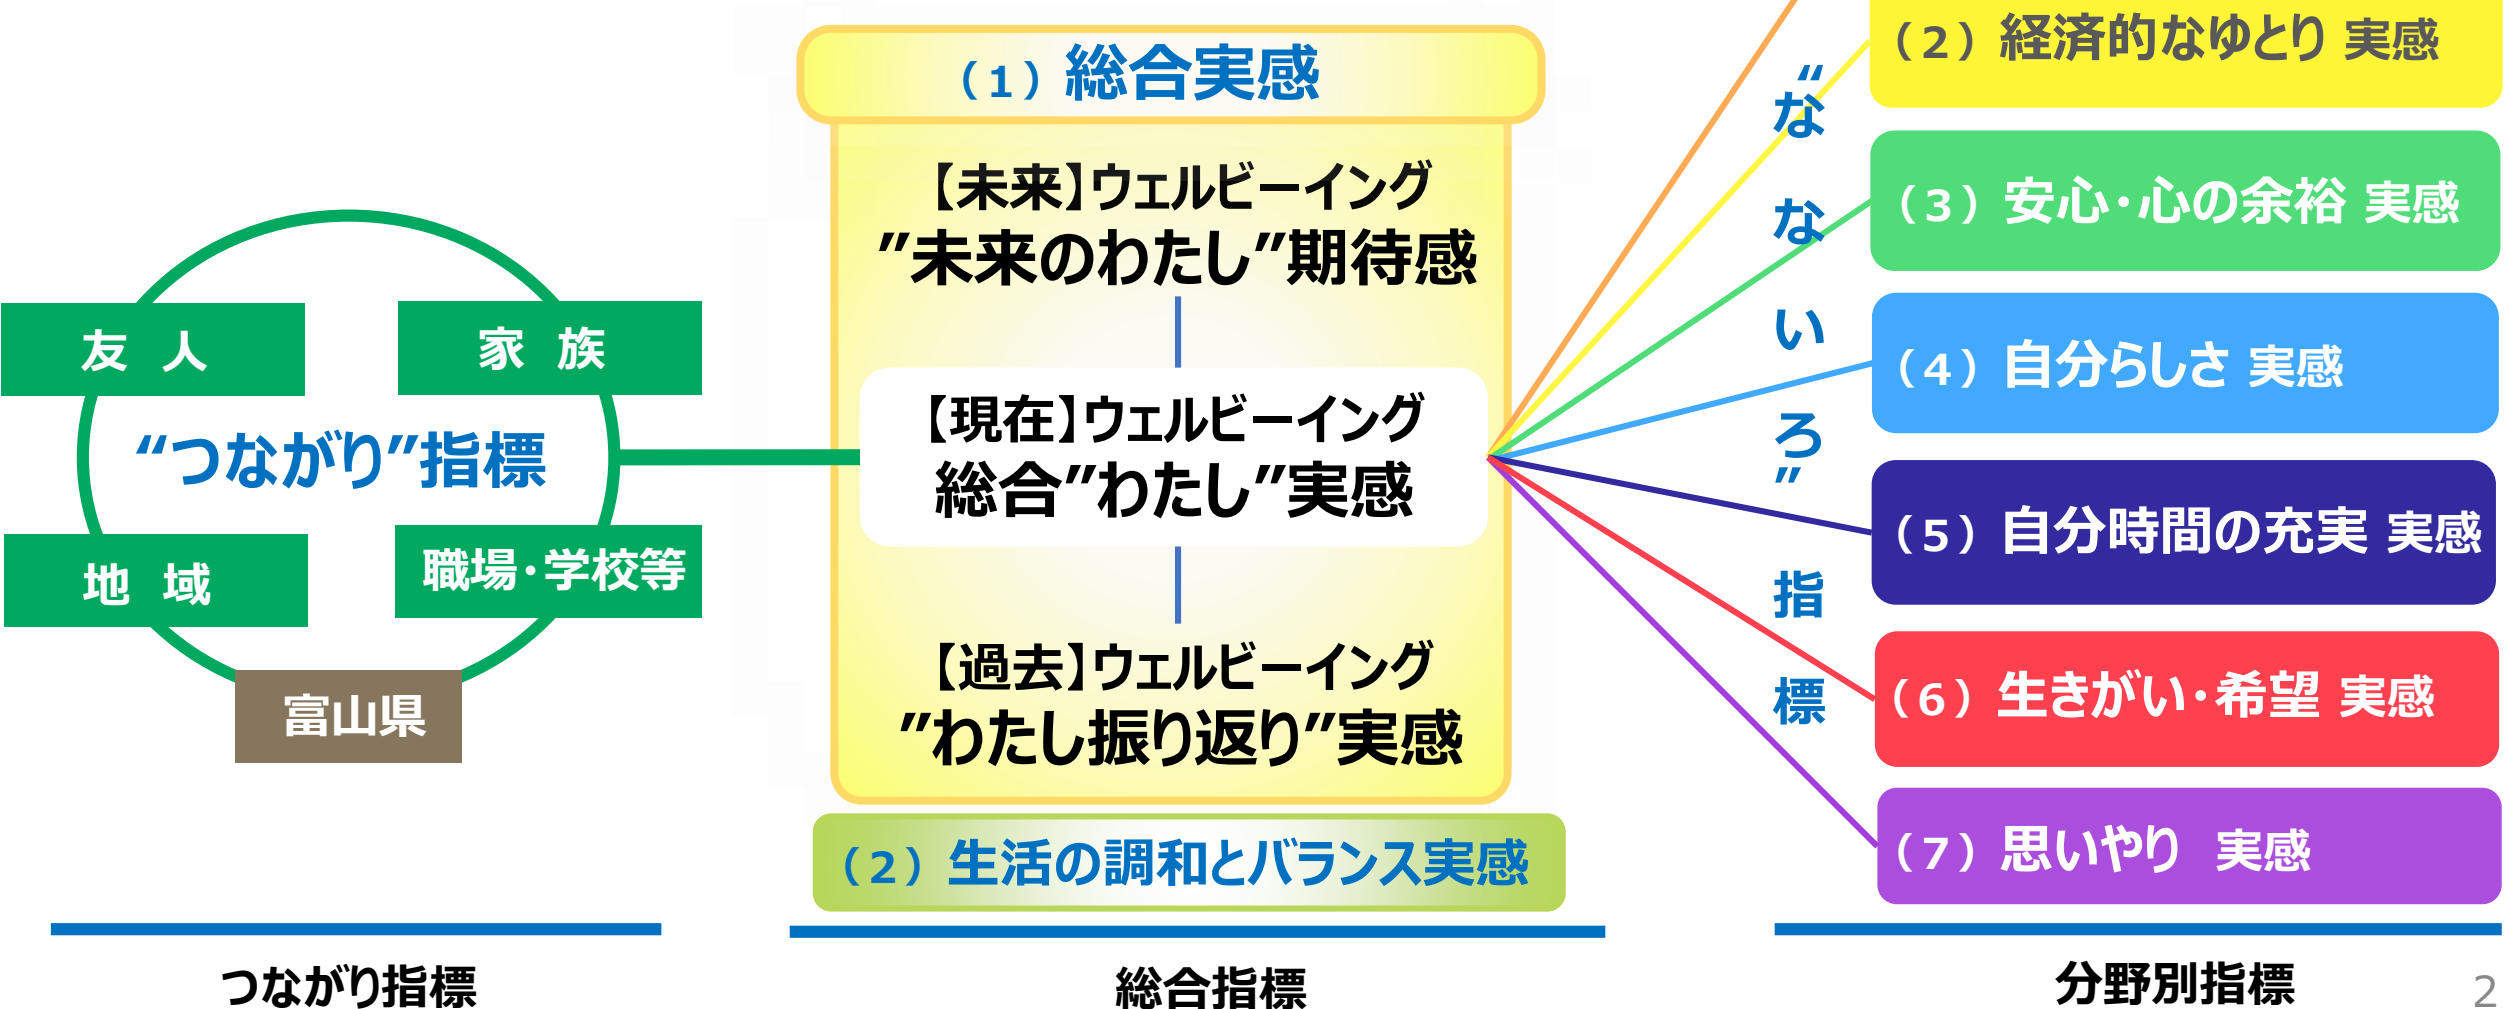 友 人
家 族
“つながり”指標
地 域
職場・学校等
富山県
つながり指標
（１）総合実感
【未来】ウェルビーイング
”未来のわたし”期待感
【現在】ウェルビーイング
総合”わたし”実感
【過去】ウェルビーイング
”わたし振り返り”実感
（２）生活の調和とバランス実感
総合指標
“なないろ”指標
（２）経済的なゆとり 実感
（３）安心・心の余裕 実感
（４）自分らしさ 実感
（５）自分時間の充実 実感
（６）生きがい・希望 実感
（７）思いやり 実感
分野別指標
2